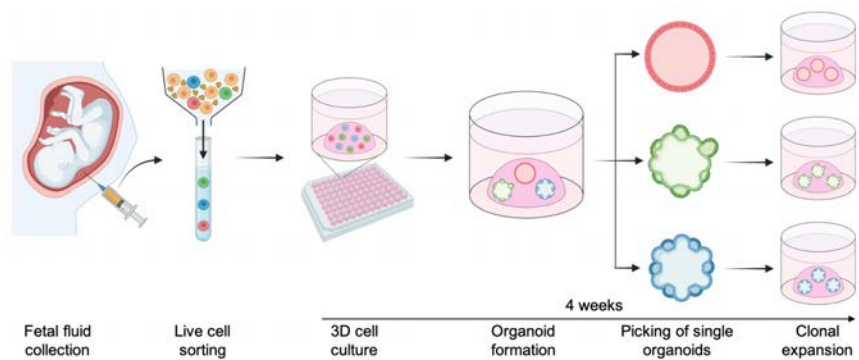 4 weeks
Fetal fluid
collection
Live cell
sorting
3D cell
culture
Organoid
formation
Picking of single
organoids
Clonal
expansion